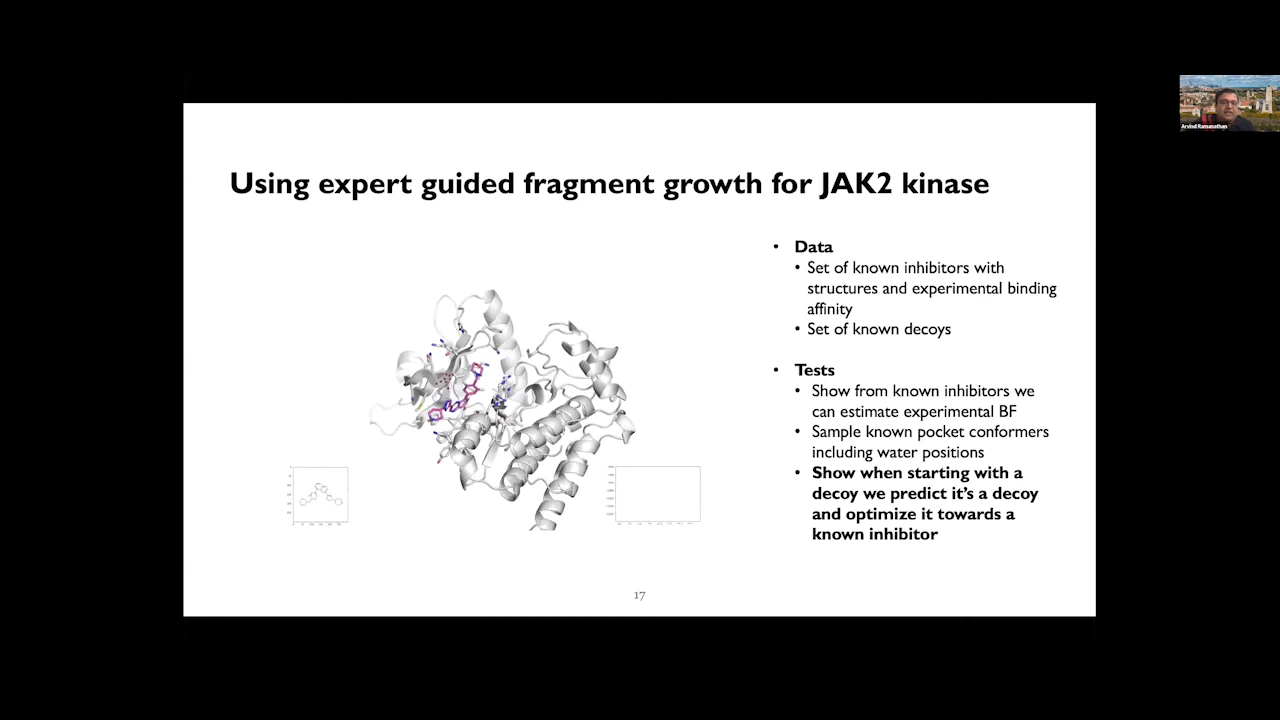 Arvind Ramanathan
Using expert guided fragment growth for JAK2 kinase
• Data
• Set of known inhibitors with
structures and experimental binding
affinity
• Set of known decoys
• Tests
• Show from known inhibitors we
can estimate experimental BF
• Sample known pocket conformers
including water positions
• Show when starting with a
decoy we predict it's a decoy
and optimize it towards a
known inhibitor
17